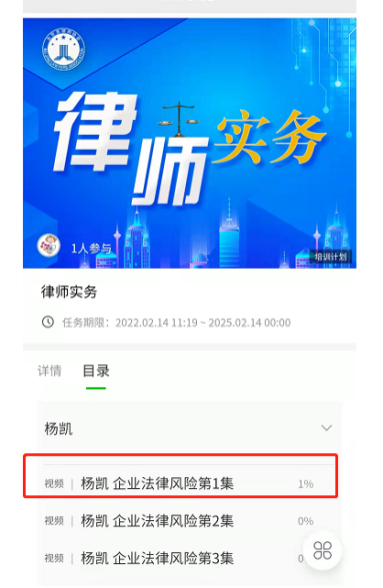 律师实务
1人参与
培训计划
律师实务
任务期限：2022.02.14 11:19 ~ 2025.02.14 00:00
详情 目录
杨凯
视频 | 杨凯 企业法律风险第1集 1%
视频 | 杨凯 企业法律风险第2集 0%
视频 | 杨凯 企业法律风险第3集 0